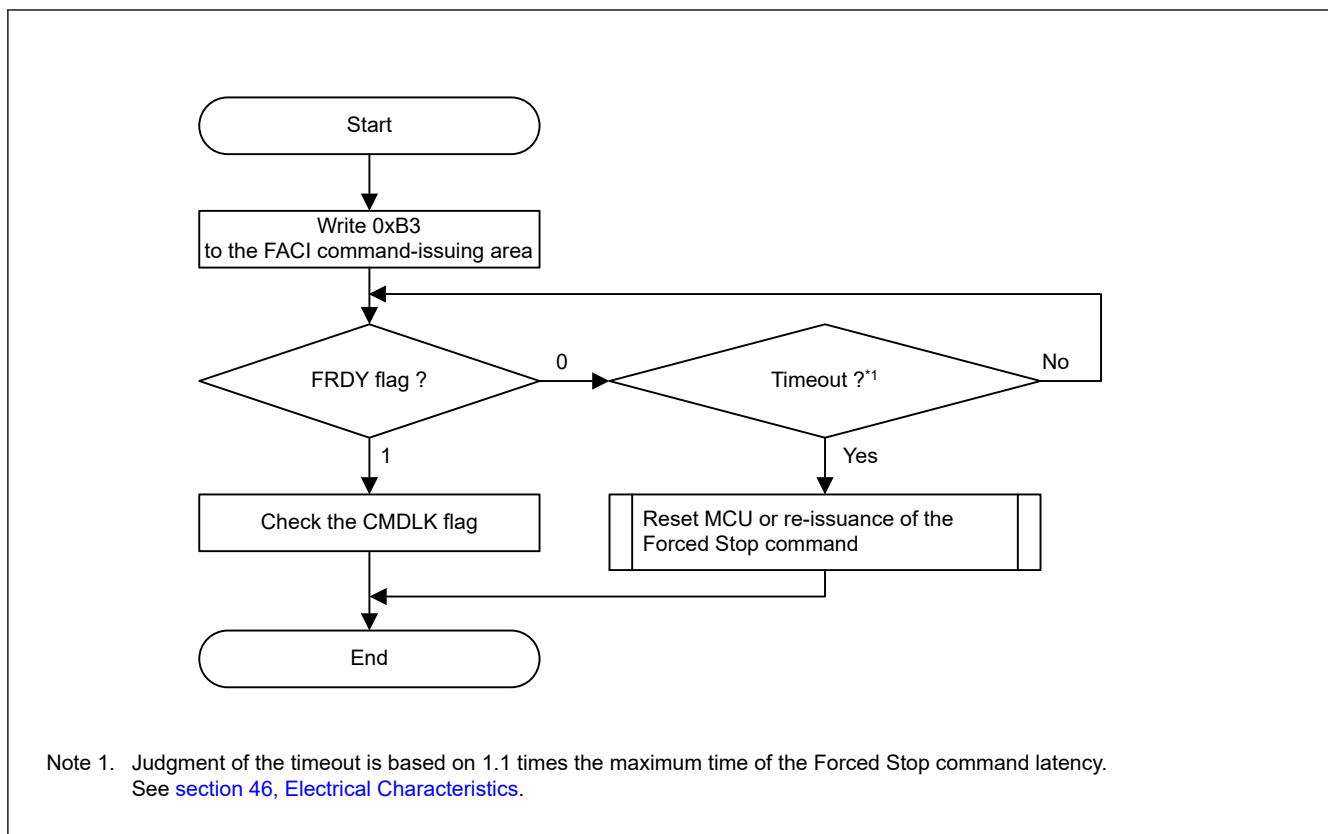 Start
Write 0xB3
to the FACI command-issuing area
FRDY flag ?
0
Timeout ?*1
No
1
Yes
Check the CMDLK flag
Reset MCU or re-issuance of the
Forced Stop command
End
Note 1. Judgment of the timeout is based on 1.1 times the maximum time of the Forced Stop command latency.
See section 46, Electrical Characteristics.